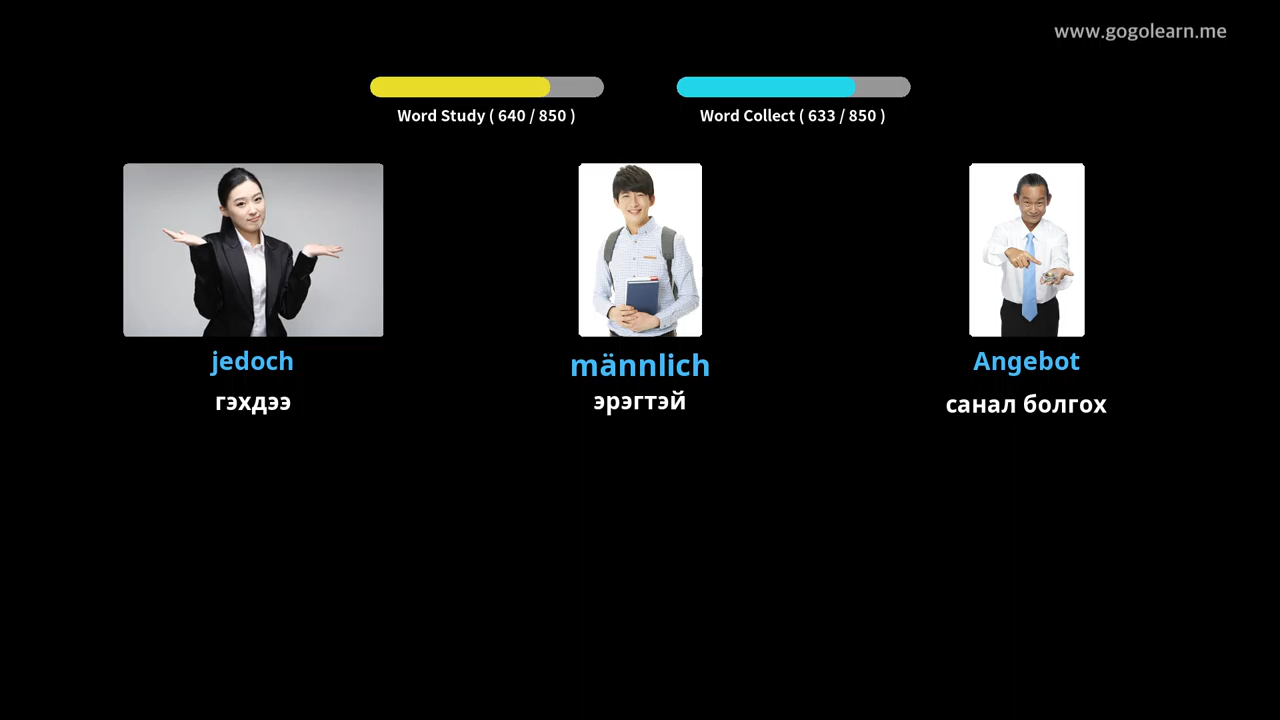 www.gogolearn.me
Word Study ( 640 / 850 )
Word Collect ( 633 / 850 )
jedoch
гэхдээ
männlich
эрэгтэй
Angebot
санал болгох